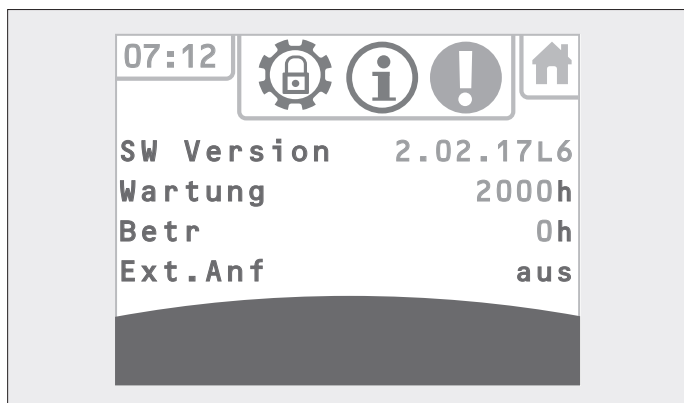 07:12
SW Version 2.02.17L6
Wartung 2000h
Betr 0h
Ext.Anf aus